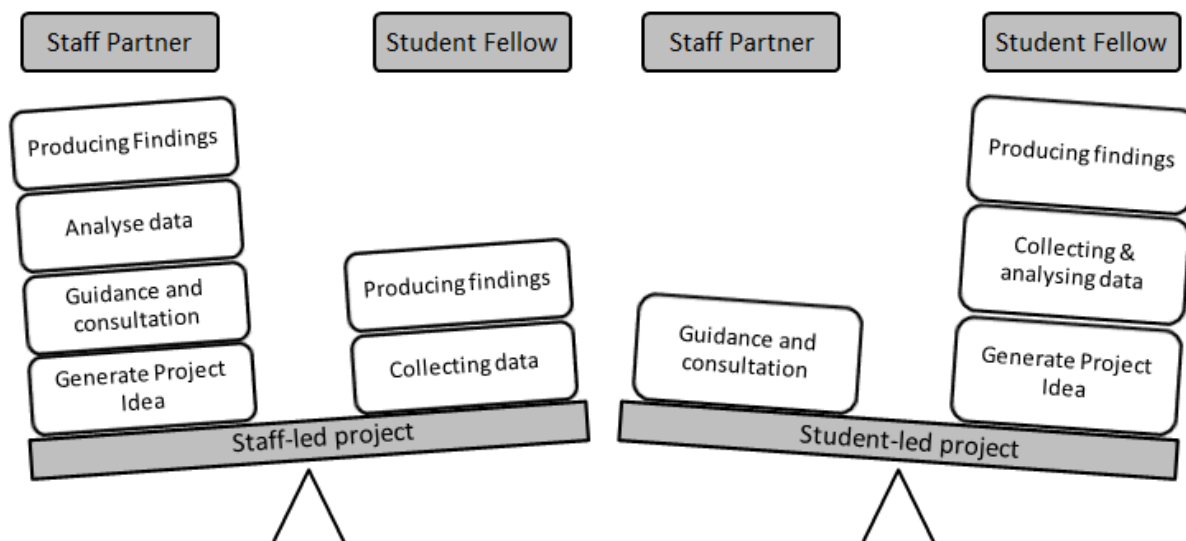 Staff Partner
Student Fellow
Staff Partner
Student Fellow
Producing Findings
Analyse data
Guidance and
consultation
Generate Project
Idea
Producing findings
Collecting data
Staff-led project
Guidance and
consultation
Producing findings
Collecting &
analysing data
Generate Project
Idea
Student-led project